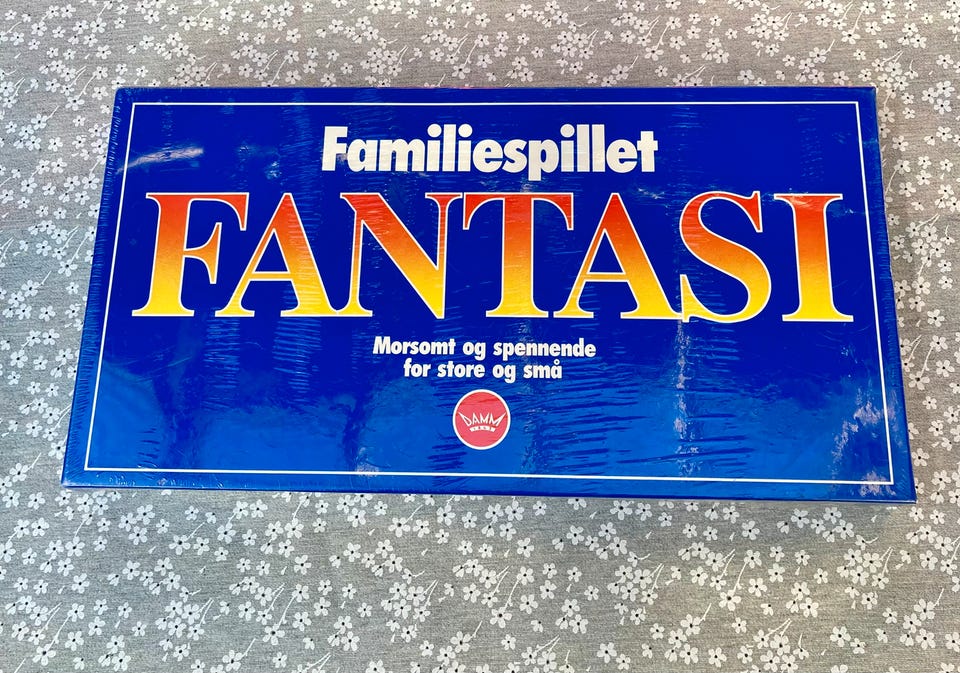 Familiespillet
FANTASI
Morsomt og spennende
for store og små
DAMM